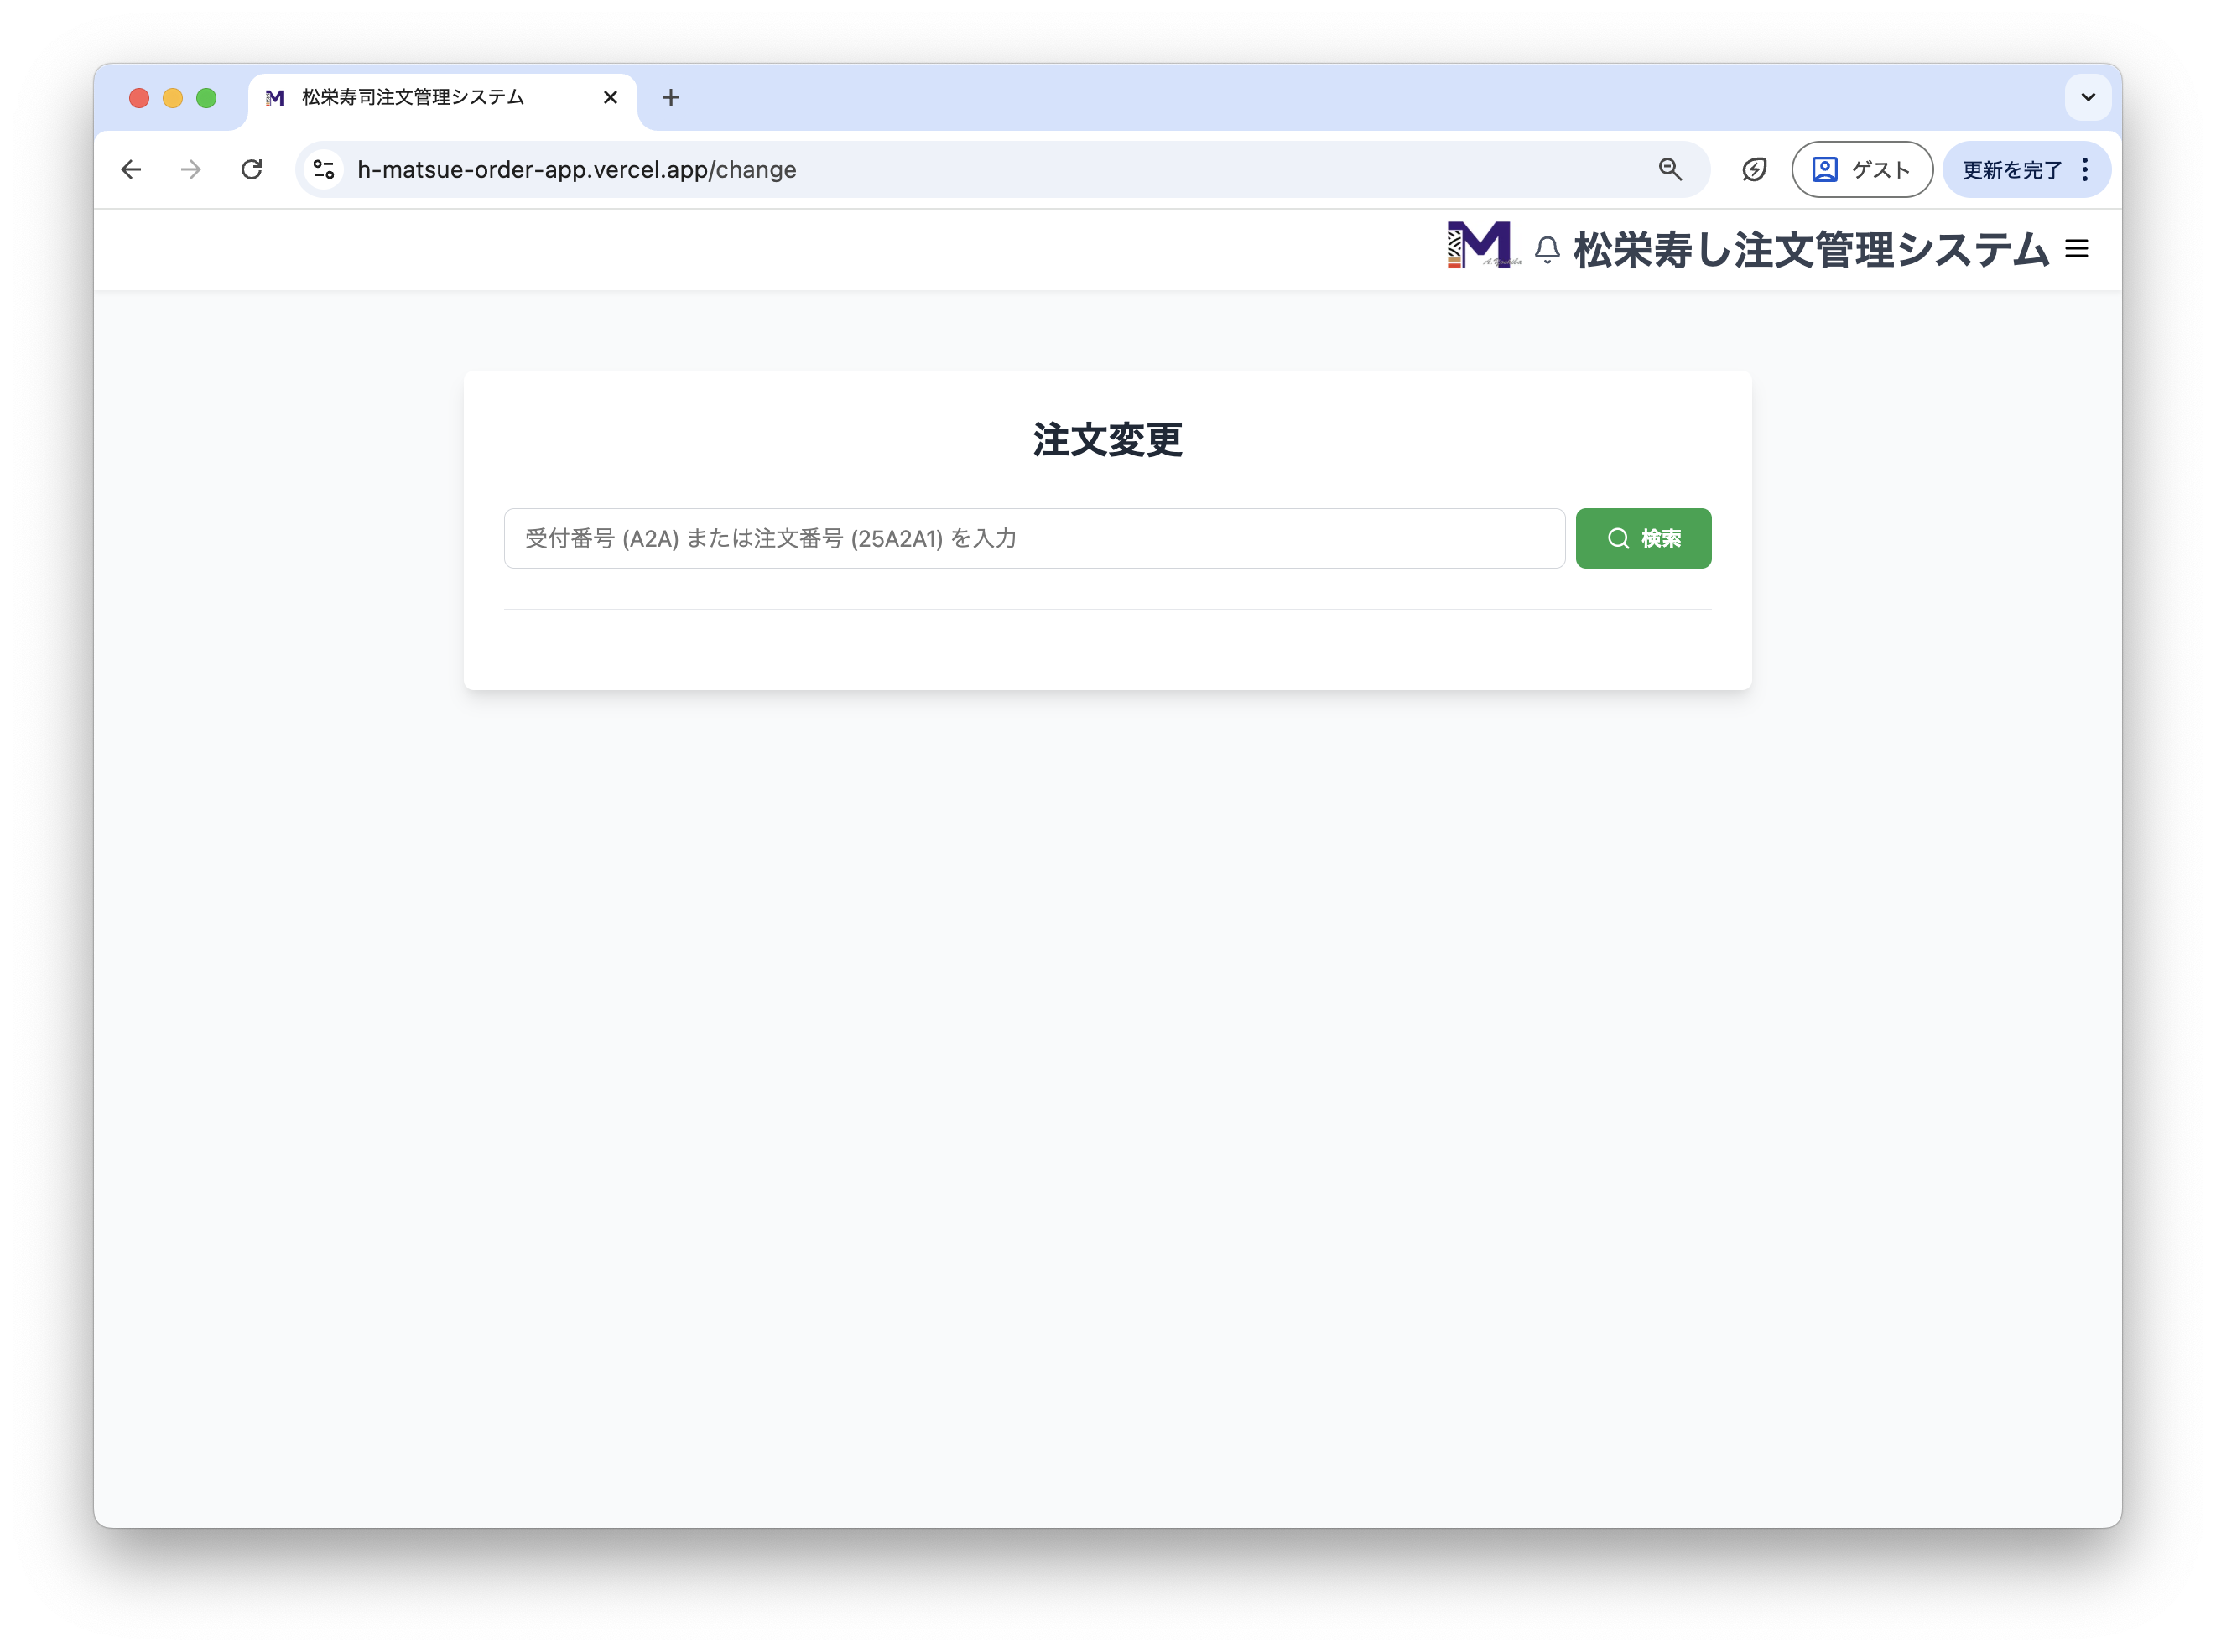 松栄寿司注文管理システム
h-matsue-order-app.vercel.app/change
ゲスト
更新を完了
M
松栄寿し注文管理システム
注文変更
受付番号 (A2A) または注文番号 (25A2A1) を入力
検索